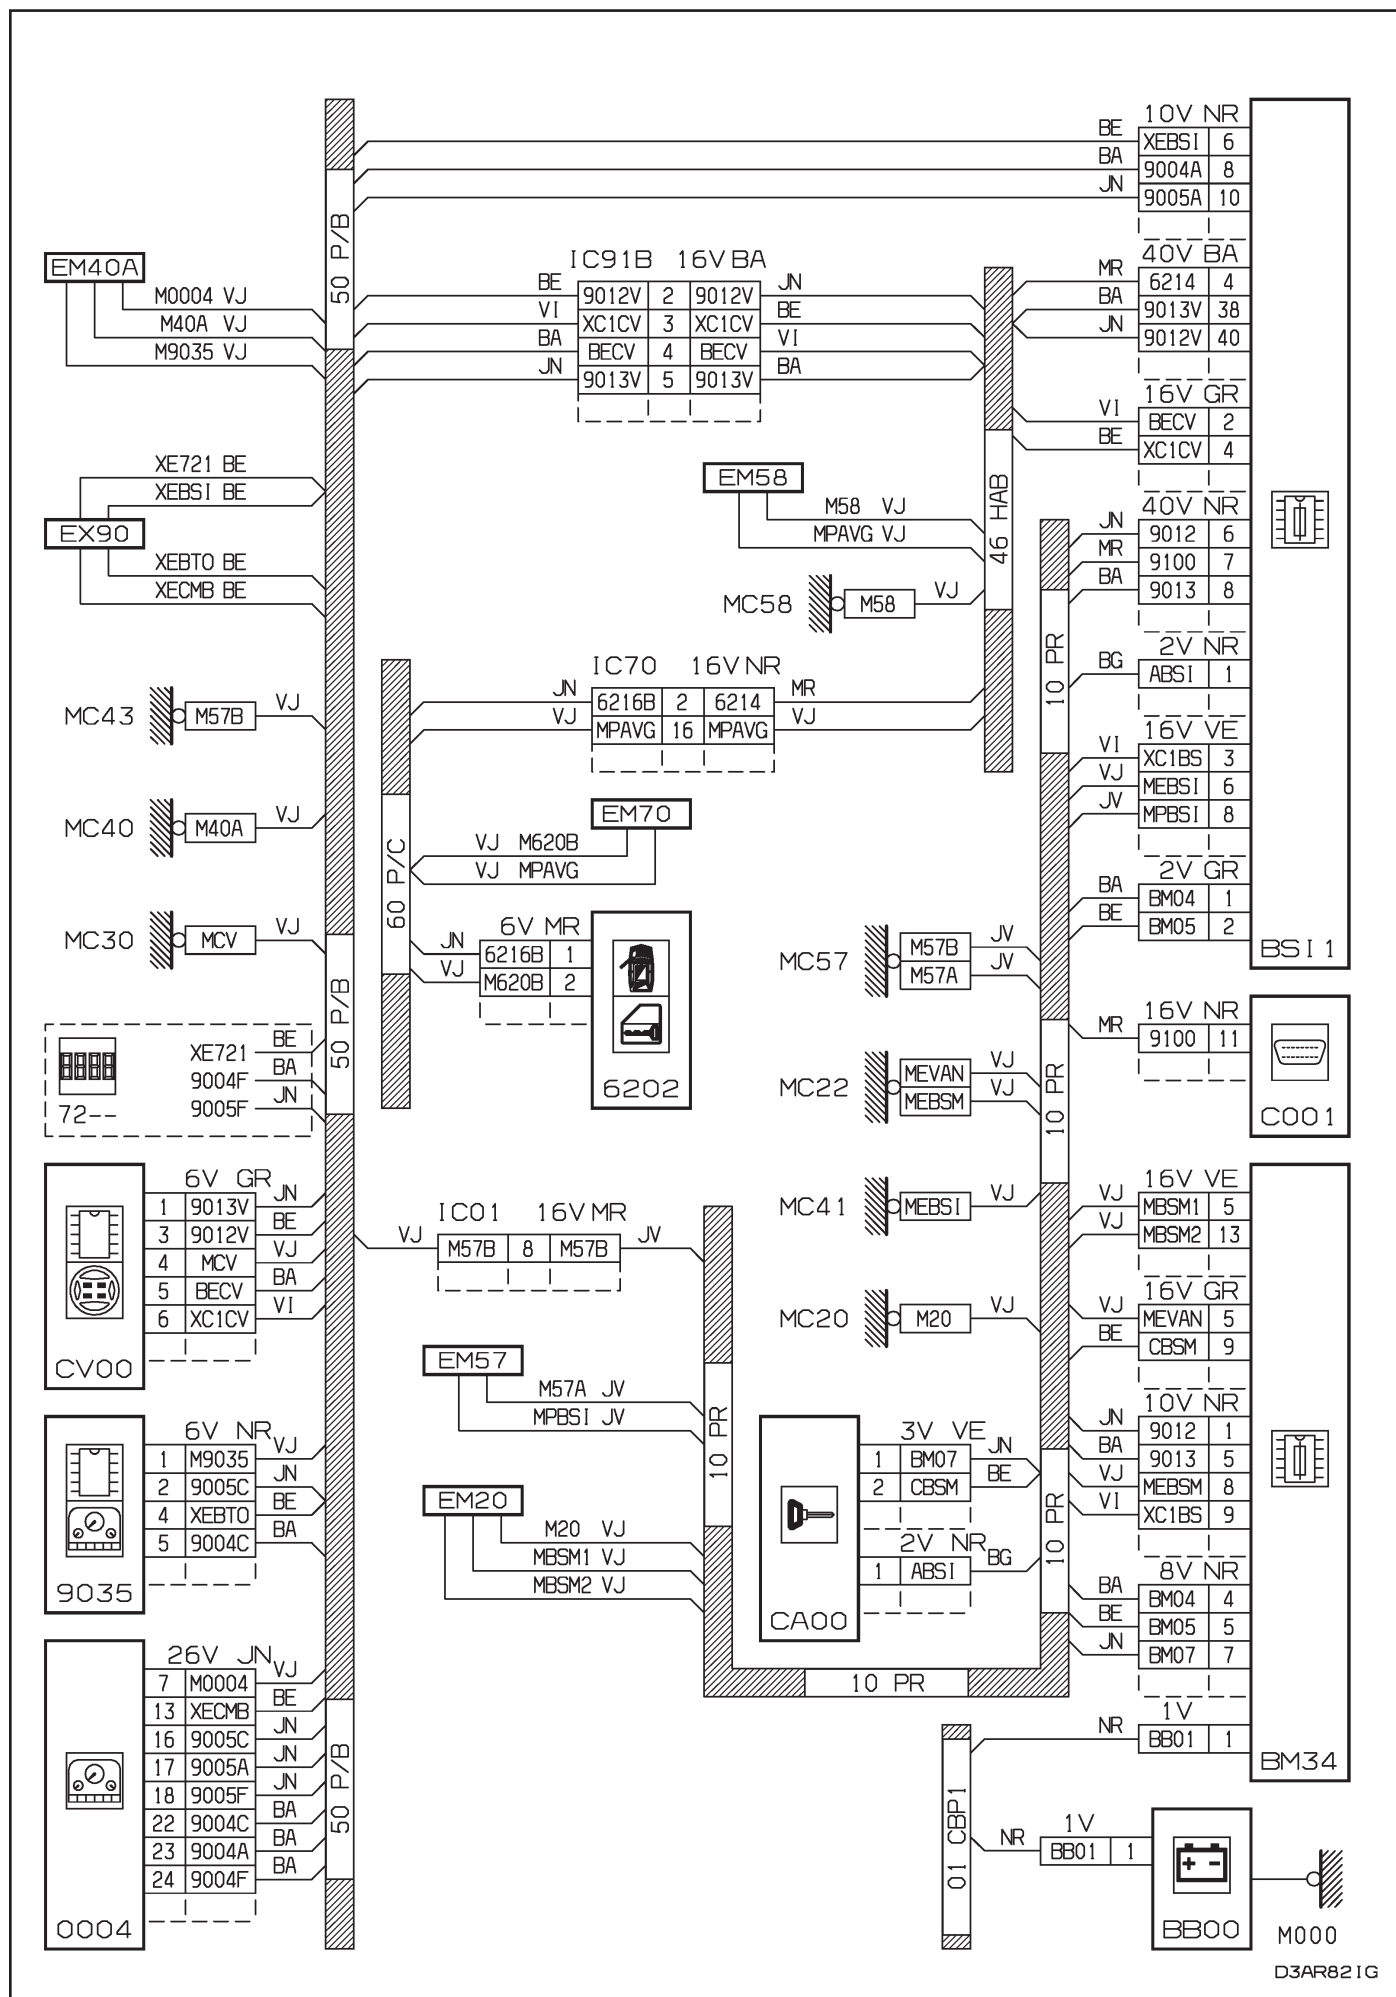 10V NR
BE XEBSI 6
BA 9004A 8
JN 9005A 10
50 P/B
EM40A
M0004 VJ
M40A VJ
M9035 VJ
IC91B 16V BA
BE 9012V 2 9012V JN
VI XC1CV 3 XC1CV BE
BA BECV 4 BECV VI
JN 9013V 5 9013V BA
40V BA
MR 6214 4
BA 9013V 38
JN 9012V 40
16V GR
VI BECV 2
BE XC1CV 4
XE721 BE
XEBSI BE
EX90
XEBTO BE
XECMB BE
EM58
M58 VJ
MPAVG VJ
46 HAB
MC58 M58 VJ
40V NR
JN 9012 6
MR 9100 7
BA 9013 8
10 PR
2V NR
BG ABSI 1
IC70 16V NR
JN 6216B 2 6214 MR
VJ MPAVG 16 MPAVG VJ
MC43 M57B VJ
16V VE
VI XC1BS 3
VJ MEBSI 6
JV MPBSI 8
MC40 M40A VJ
EM70
VJ M620B
VJ MPAVG
60 P/C
2V GR
BA BM04 1
BE BM05 2
BSI1
MC30 MCV VJ
6V MR
JN 6216B 1
VJ M620B 2
6202
MC57 M57B JV
M57A JV
50 P/B
16V NR
MR 9100 11
C001
XE721 BE
9004F BA
9005F JN
72--
MC22 MEVAN VJ
MEBSM VJ
10 PR
6V GR
1 9013V JN
3 9012V BE
4 MCV VJ
5 BECV BA
6 XC1CV VI
CV00
IC01 16V MR
VJ M57B 8 M57B JV
MC41 MEBSI VJ
16V VE
VJ MBSM1 5
VJ MBSM2 13
MC20 M20 VJ
16V GR
VJ MEVAN 5
BE CBSM 9
EM57
M57A JV
MPBSI JV
10 PR
6V NR
1 M9035 VJ
2 9005C JN
4 XEBTO BE
5 9004C BA
9035
EM20
M20 VJ
MBSM1 VJ
MBSM2 VJ
3V VE
1 BM07 JN
2 CBSM BE
2V NR
1 ABSI BG
CA00
10 PR
10V NR
JN 9012 1
BA 9013 5
VJ MEBSM 8
VI XC1BS 9
8V NR
BA BM04 4
BE BM05 5
JN BM07 7
10 PR
26V JN
7 M0004 VJ
13 XECMB BE
16 9005C JN
17 9005A JN
18 9005F JN
22 9004C BA
23 9004A BA
24 9004F BA
0004
50 P/B
1V
NR BB01 1
BM34
01 CBP1
1V
NR BB01 1
+ -
BB00
M000
D3AR82IG